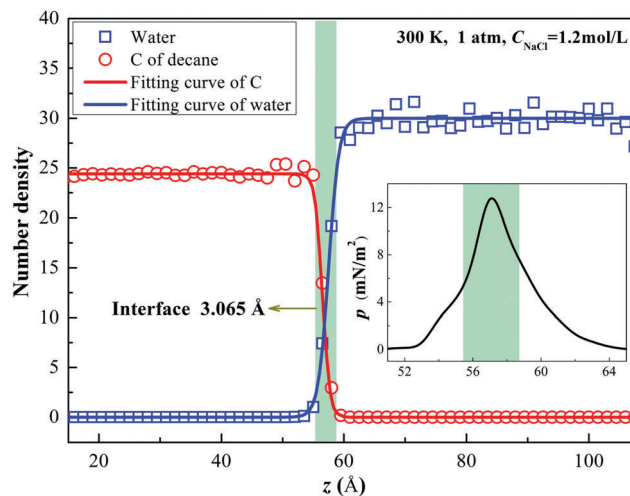 300 K, 1 atm, C_NaCl=1.2mol/L
Water
C of decane
Fitting curve of C
Fitting curve of water
40
35
30
25
20
15
10
5
0
Number density
Interface 3.065 Å
12
8
4
0
p (mN/m²)
52 56 60 64
20 40 60 80 100
z (Å)